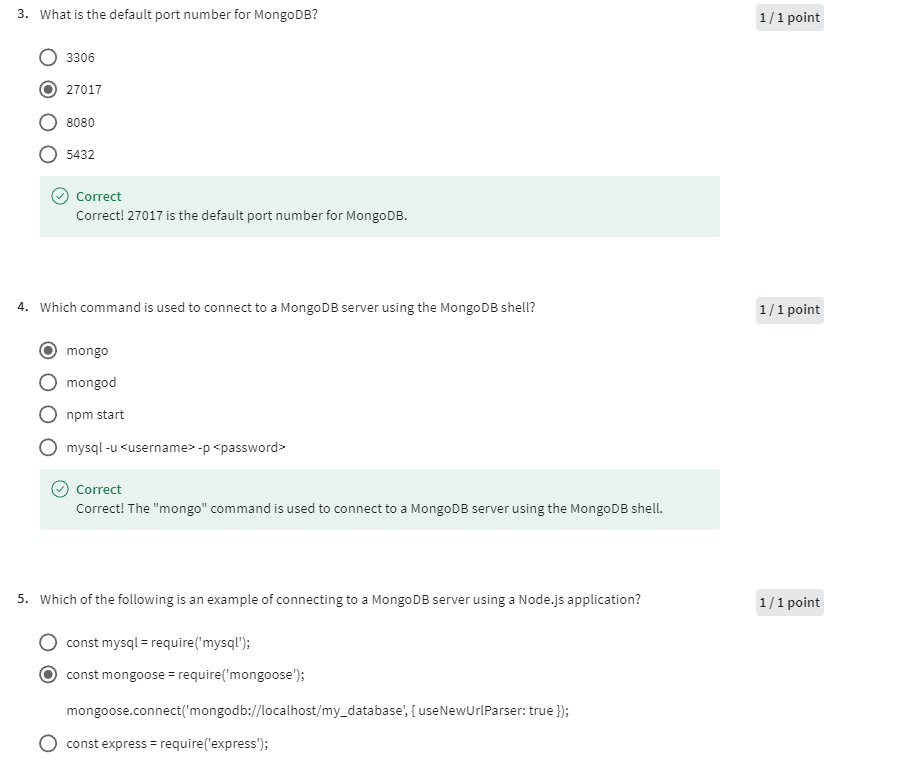 3. What is the default port number for MongoDB?
1 / 1 point
3306
27017
8080
5432
Correct
Correct! 27017 is the default port number for MongoDB.
4. Which command is used to connect to a MongoDB server using the MongoDB shell?
1 / 1 point
mongo
mongod
npm start
mysql -u <username> -p <password>
Correct
Correct! The "mongo" command is used to connect to a MongoDB server using the MongoDB shell.
5. Which of the following is an example of connecting to a MongoDB server using a Node.js application?
1 / 1 point
const mysql = require('mysql');
const mongoose = require('mongoose');
mongoose.connect('mongodb://localhost/my_database', { useNewUrlParser: true });
const express = require('express');